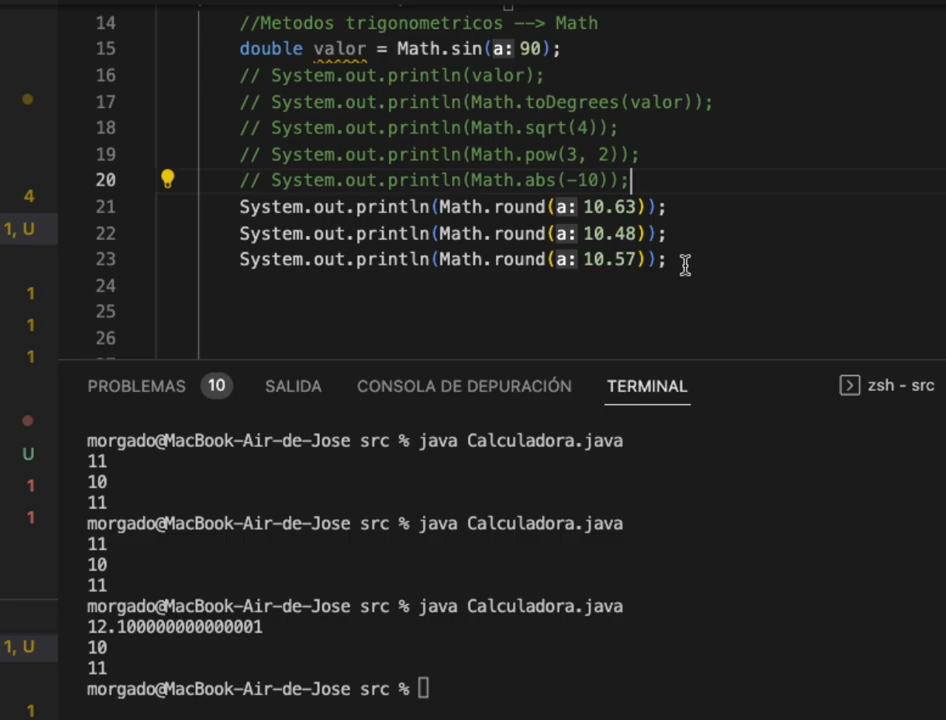 14 //Metodos trigonometricos --> Math
15 double valor = Math.sin(a: 90);
16 // System.out.println(valor);
17 // System.out.println(Math.toDegrees(valor));
18 // System.out.println(Math.sqrt(4));
19 // System.out.println(Math.pow(3, 2));
4
20 // System.out.println(Math.abs(-10));
21 System.out.println(Math.round(a: 10.63));
1, U
22 System.out.println(Math.round(a: 10.48));
23 System.out.println(Math.round(a: 10.57));
24
1
25
1
26
1
PROBLEMAS 10 SALIDA CONSOLA DE DEPURACIÓN TERMINAL zsh - src
morgado@MacBook-Air-de-Jose src % java Calculadora.java
U
11
1
10
11
1
morgado@MacBook-Air-de-Jose src % java Calculadora.java
11
10
11
morgado@MacBook-Air-de-Jose src % java Calculadora.java
12.100000000000001
1, U
10
11
morgado@MacBook-Air-de-Jose src %
1